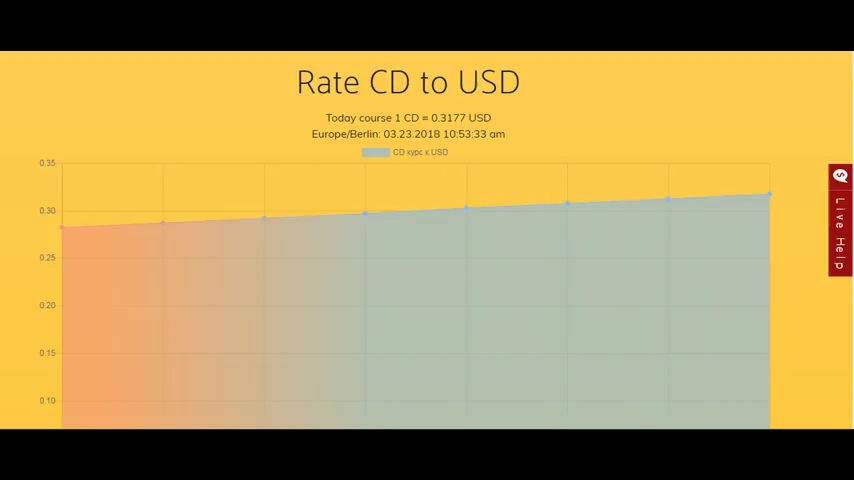 Rate CD to USD
Today course 1 CD = 0.3177 USD
Europe/Berlin: 03.23.2018 10:53:33 am
CD курс к USD
0.35
0.30
0.25
0.20
0.15
0.10
Live Help